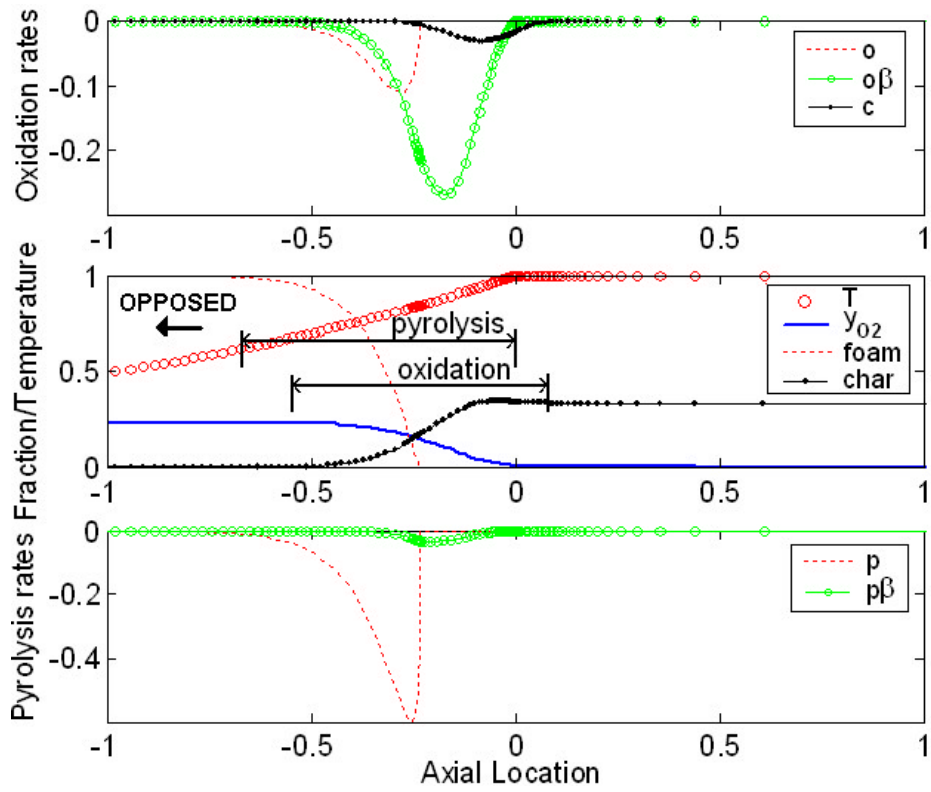 Oxidation rates
0
-0.1
-0.2
o
oβ
c
-1
-0.5
0
0.5
1
Fraction/Temperature
1
0.5
0
OPPOSED
pyrolysis
oxidation
T
yO2
foam
char
-1
-0.5
0
0.5
1
Pyrolysis rates
0
-0.2
-0.4
p
pβ
-1
-0.5
0
0.5
1
Axial Location